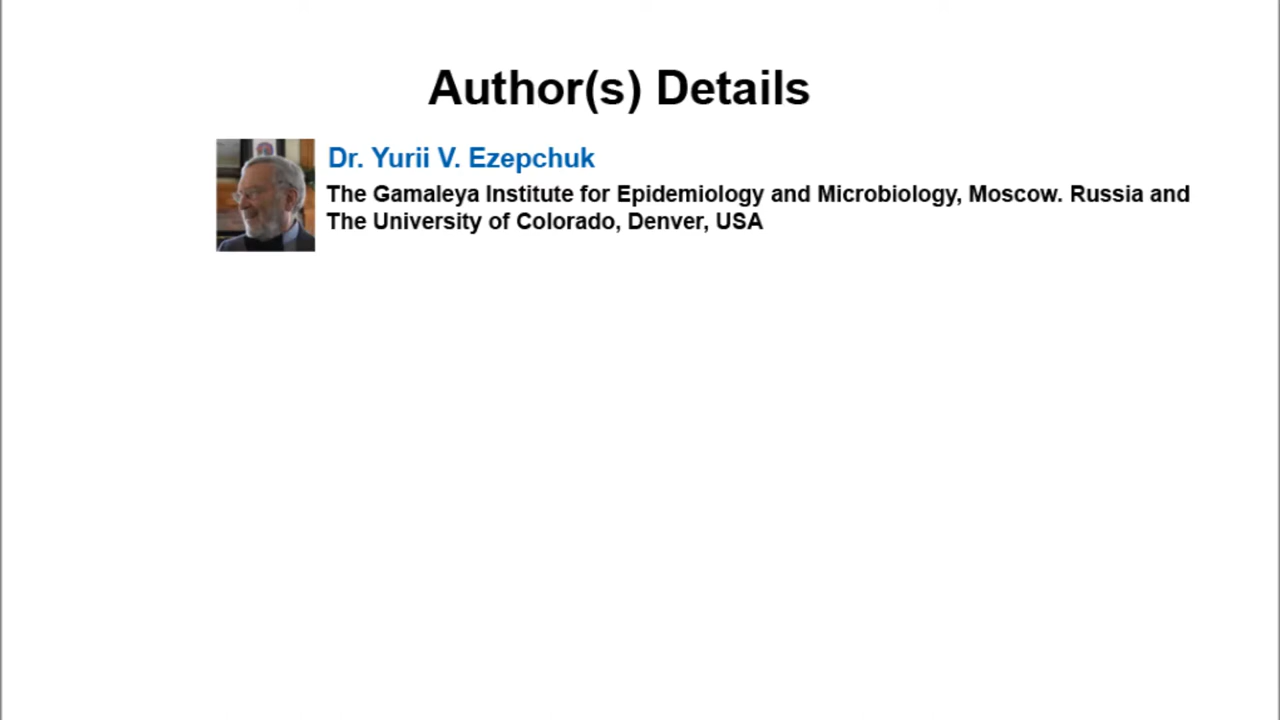 Author(s) Details
Dr. Yurii V. Ezepchuk
The Gamaleya Institute for Epidemiology and Microbiology, Moscow. Russia and
The University of Colorado, Denver, USA